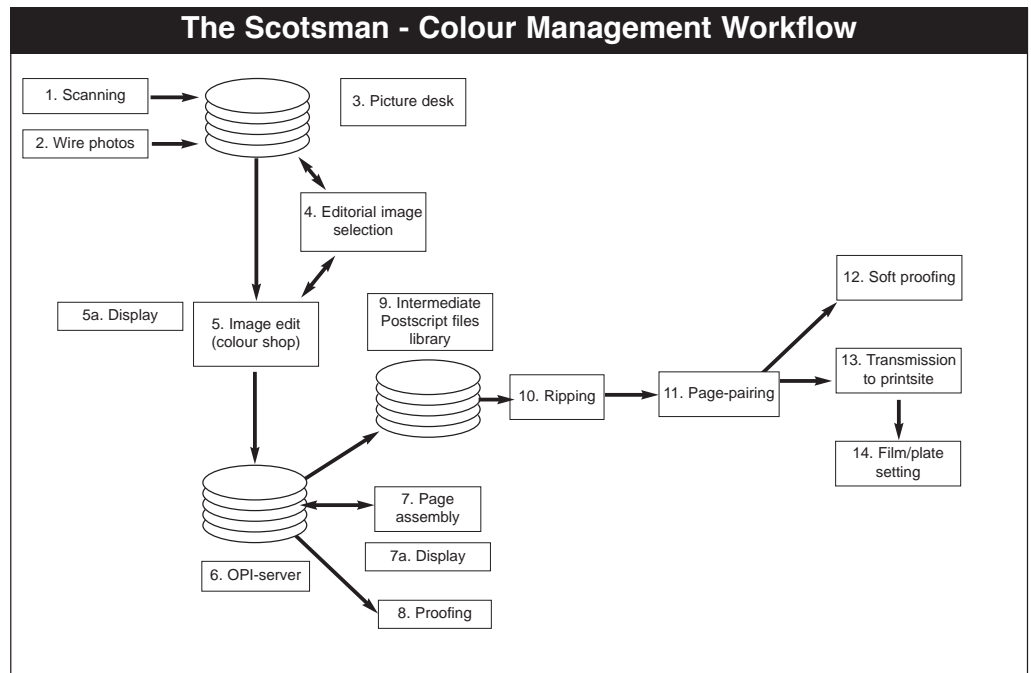 The Scotsman - Colour Management Workflow
1. Scanning
2. Wire photos
3. Picture desk
4. Editorial image
selection
5a. Display
5. Image edit
(colour shop)
6. OPI-server
7. Page
assembly
7a. Display
8. Proofing
9. Intermediate
Postscript files
library
10. Ripping
11. Page-pairing
12. Soft proofing
13. Transmission
to printsite
14. Film/plate
setting